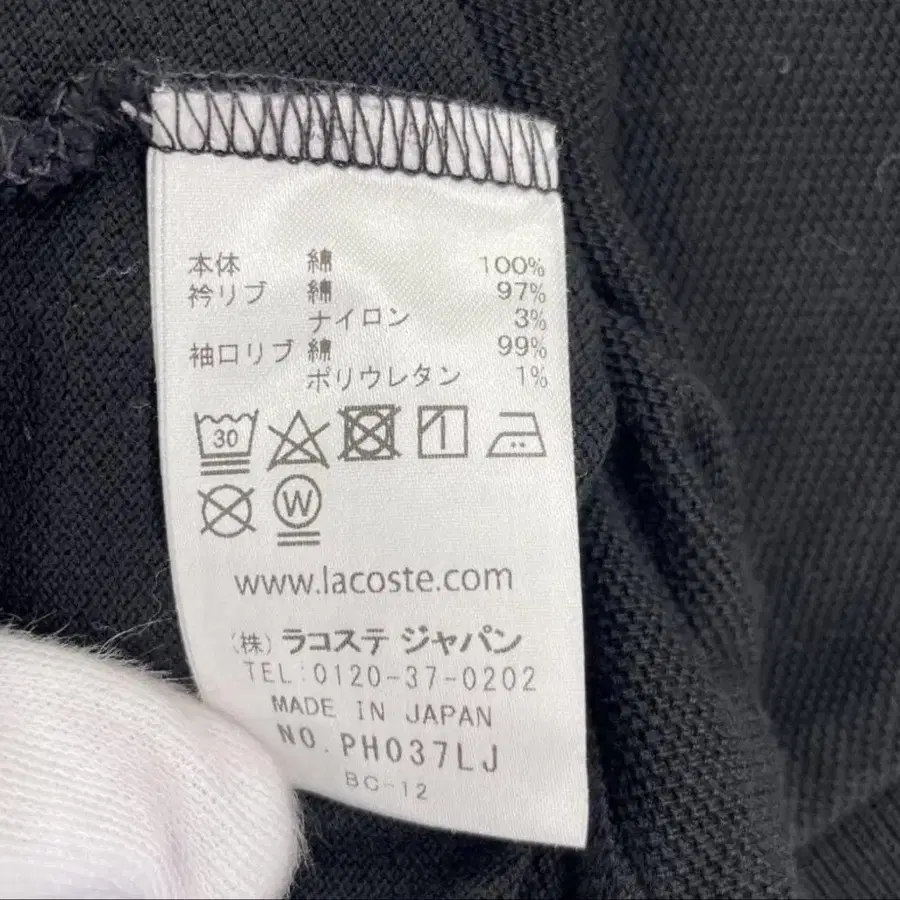 本体 綿 100%
衿リブ 綿 97%
ナイロン 3%
袖口リブ 綿 99%
ポリウレタン 1%
30
W
www.lacoste.com
(株) ラコステ ジャパン
TEL:0120-37-0202
MADE IN JAPAN
NO. PH037LJ
BC-12